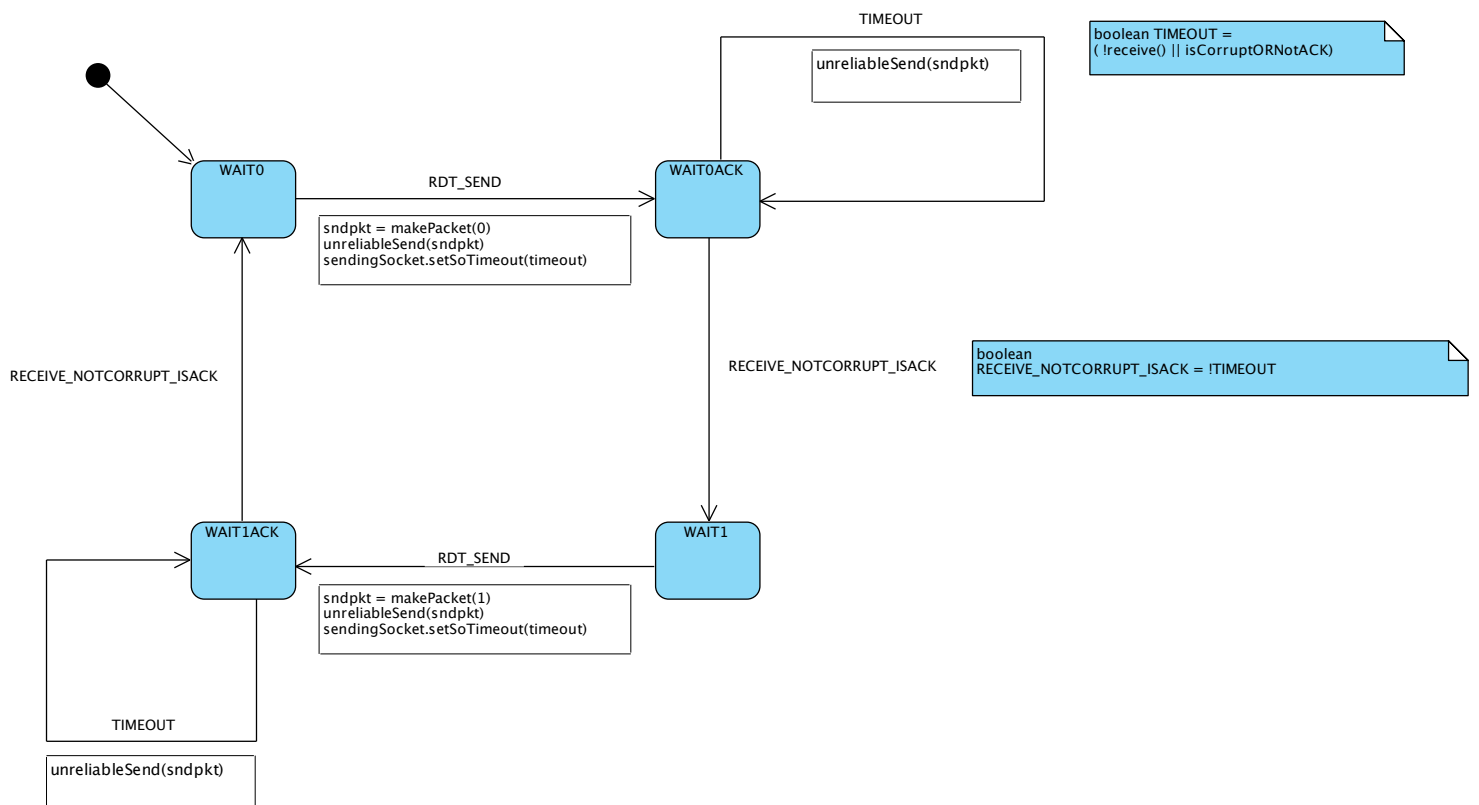 TIMEOUT
boolean TIMEOUT =
( !receive() || isCorruptORNotACK)
unreliableSend(sndpkt)
WAIT0
RDT_SEND
WAIT0ACK
sndpkt = makePacket(0)
unreliableSend(sndpkt)
sendingSocket.setSoTimeout(timeout)
RECEIVE_NOTCORRUPT_ISACK
RECEIVE_NOTCORRUPT_ISACK
boolean
RECEIVE_NOTCORRUPT_ISACK = !TIMEOUT
WAIT1ACK
RDT_SEND
WAIT1
sndpkt = makePacket(1)
unreliableSend(sndpkt)
sendingSocket.setSoTimeout(timeout)
TIMEOUT
unreliableSend(sndpkt)